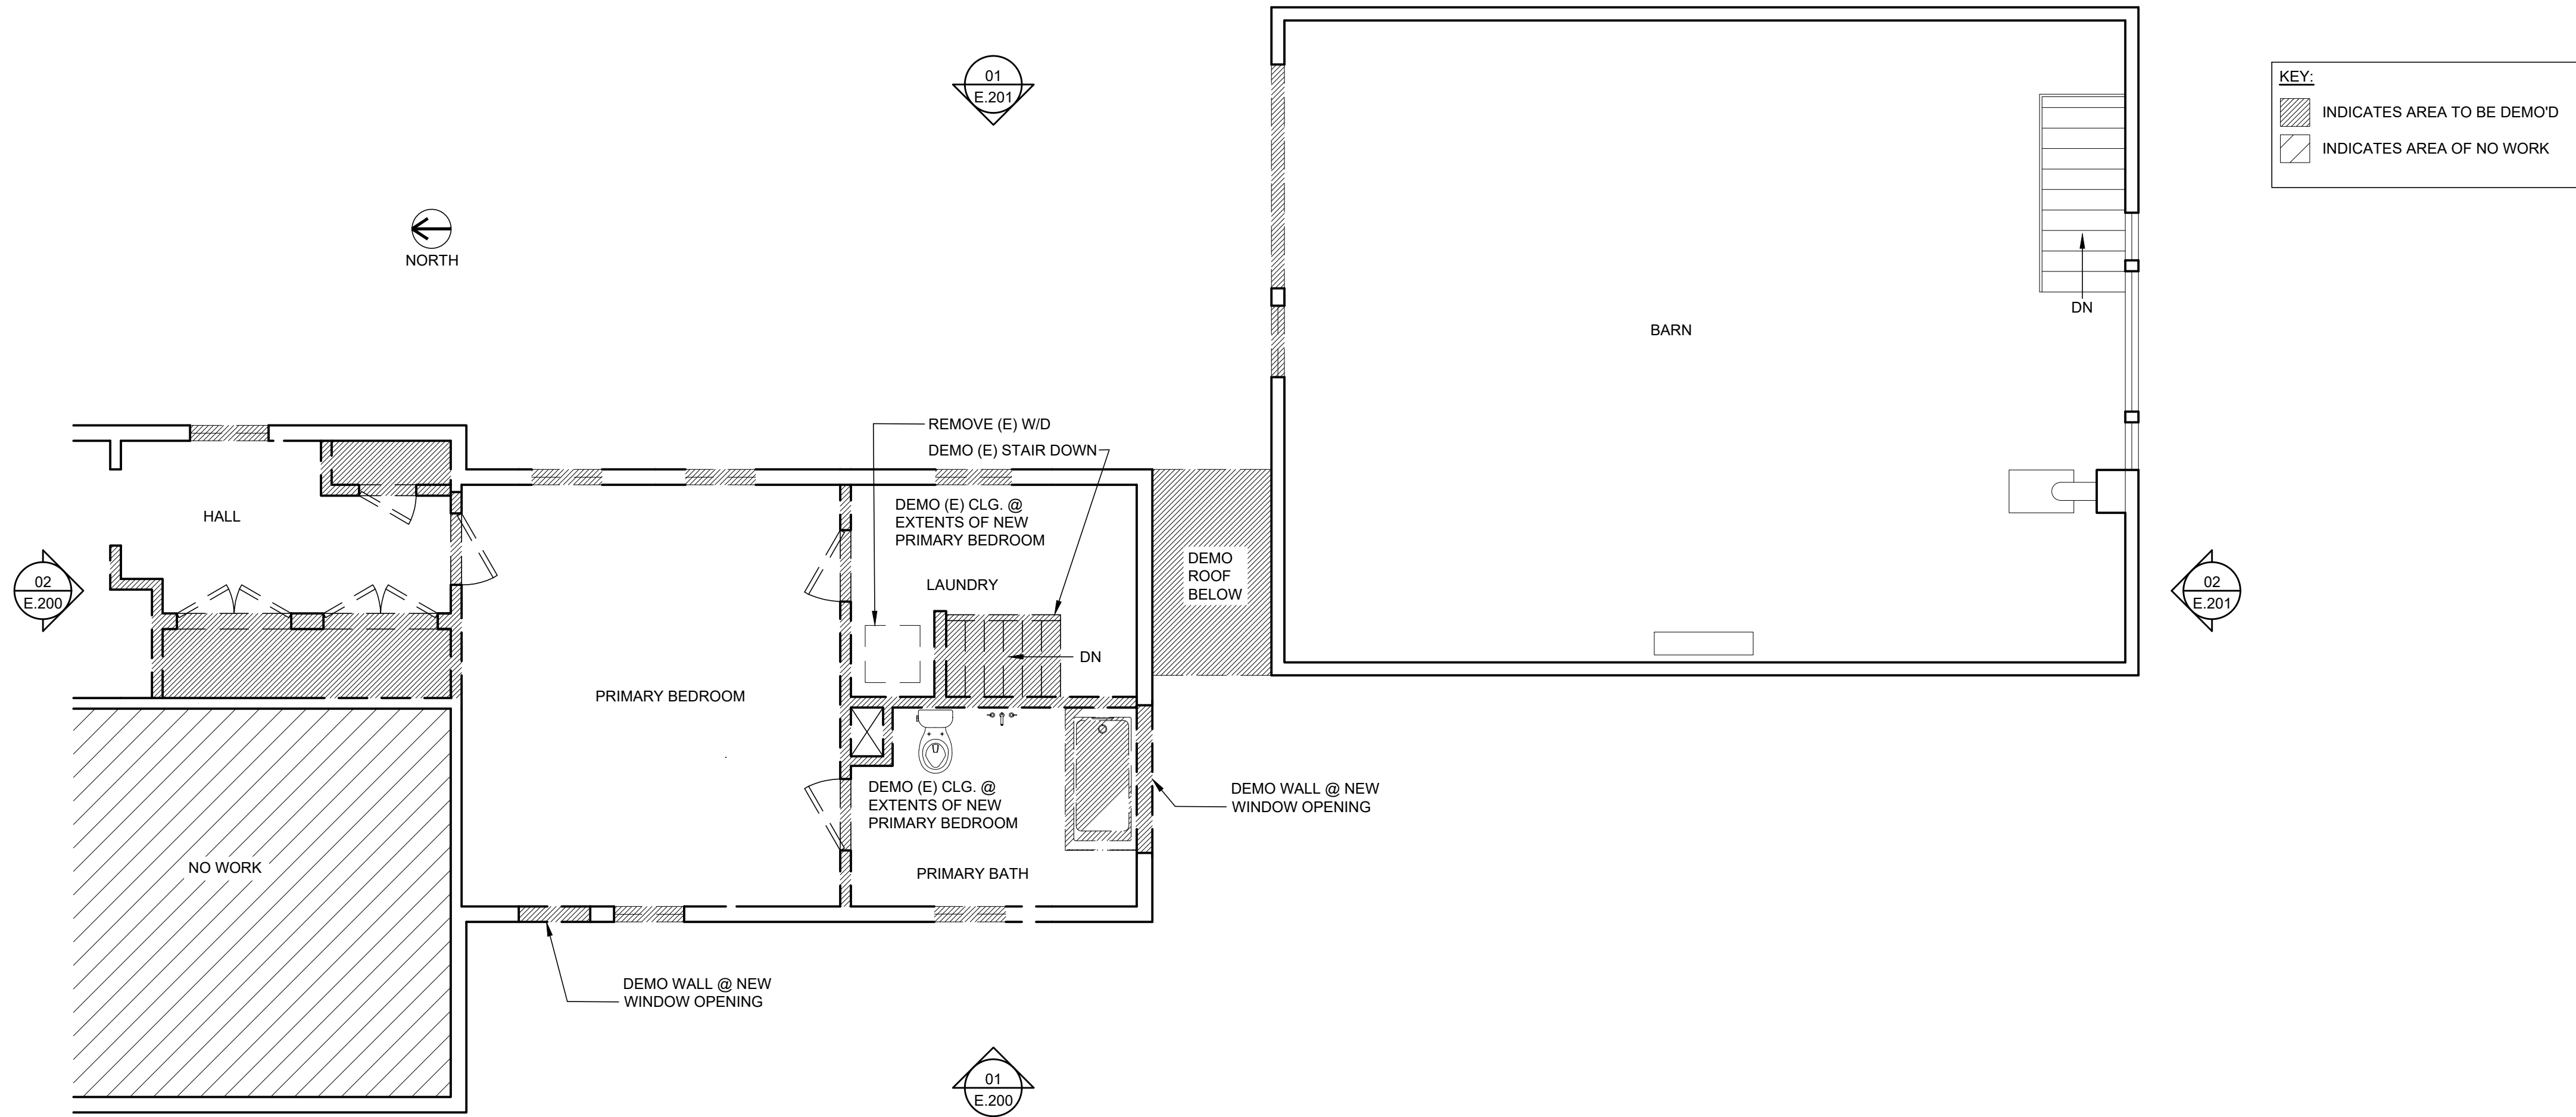 01
E.201
KEY:
INDICATES AREA TO BE DEMO'D
INDICATES AREA OF NO WORK
NORTH
DN
BARN
REMOVE (E) W/D
DEMO (E) STAIR DOWN
HALL
DEMO (E) CLG. @
EXTENTS OF NEW
PRIMARY BEDROOM
LAUNDRY
DEMO
ROOF
BELOW
02
E.200
02
E.201
DN
PRIMARY BEDROOM
DEMO (E) CLG. @
EXTENTS OF NEW
PRIMARY BEDROOM
DEMO WALL @ NEW
WINDOW OPENING
NO WORK
PRIMARY BATH
DEMO WALL @ NEW
WINDOW OPENING
01
E.200